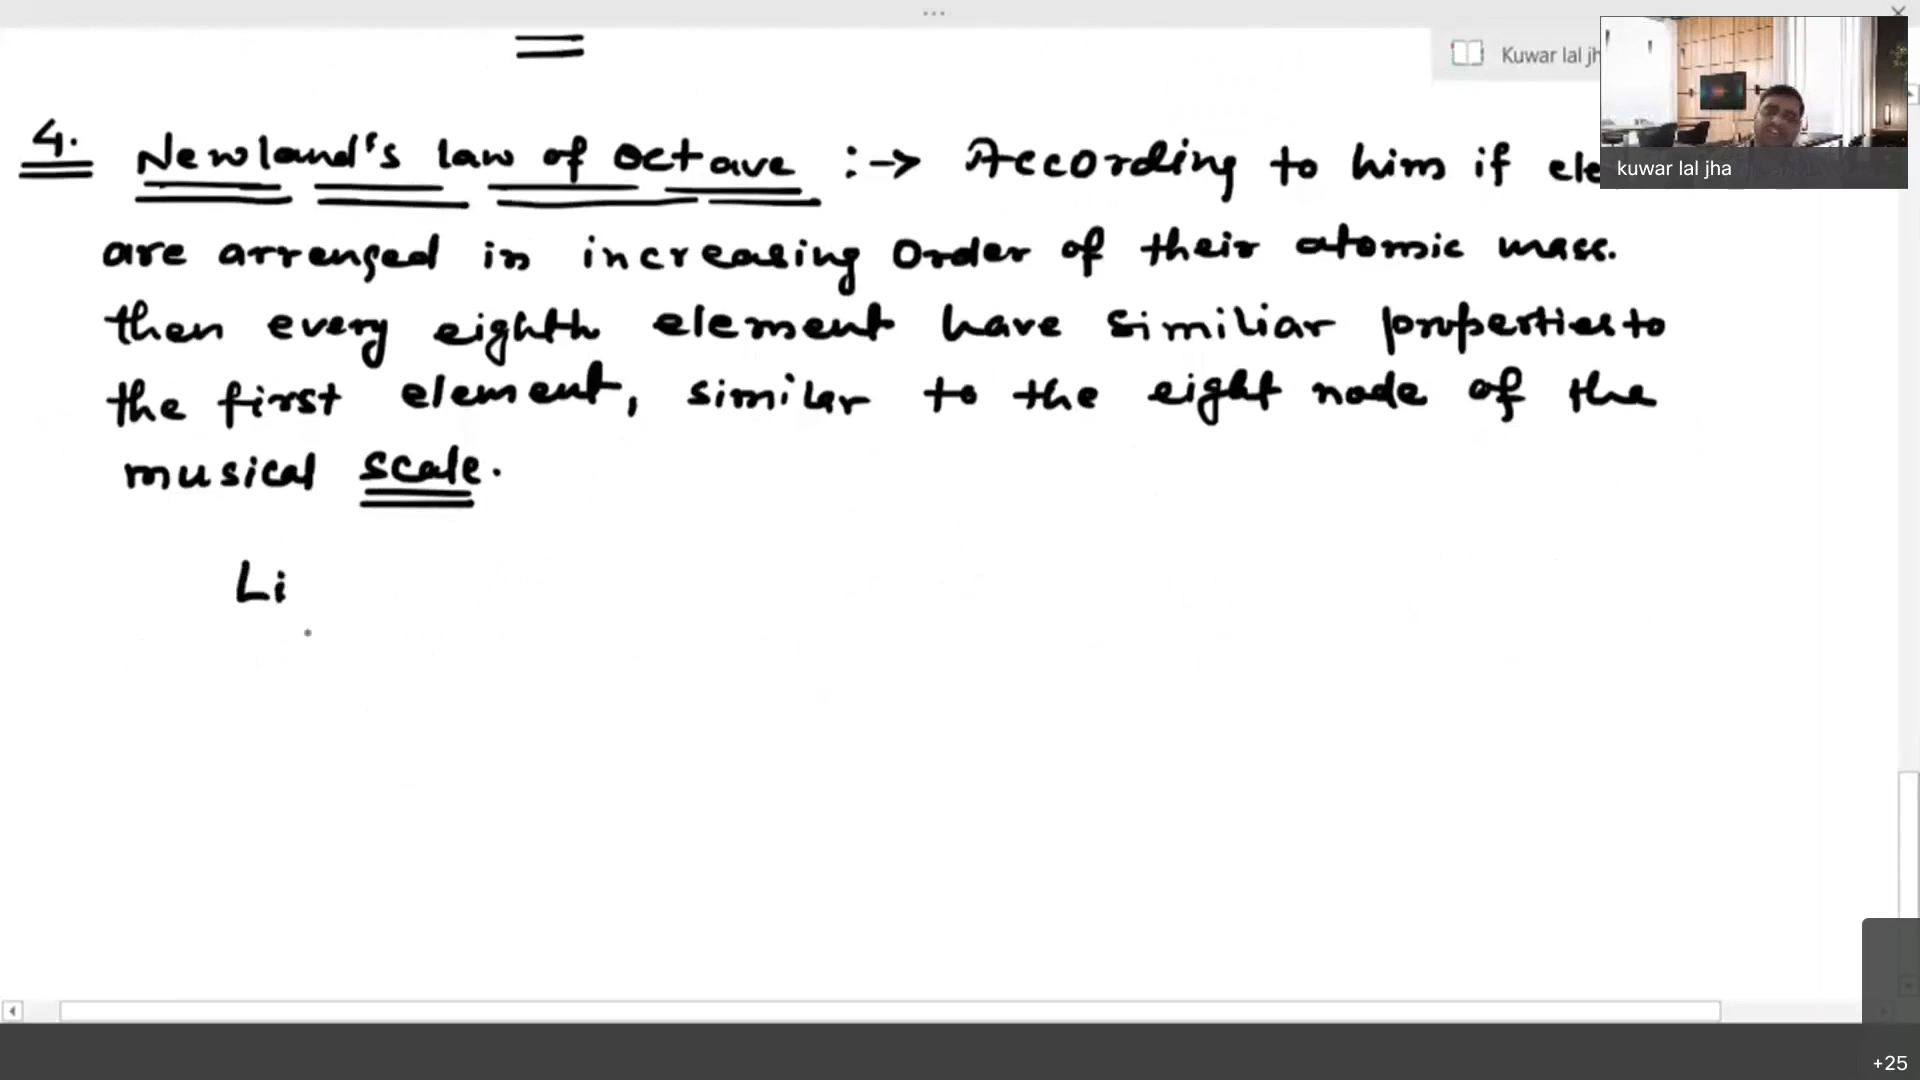 ...
Kuwar lal jh
4. Newland's law of octave :-> According to him if ele
kuwar lal jha
are arrenged in increasing order of their atomic mass.
then every eighth element have similiar properties to
the first element, similar to the eight node of the
musical scale.
Li
+25